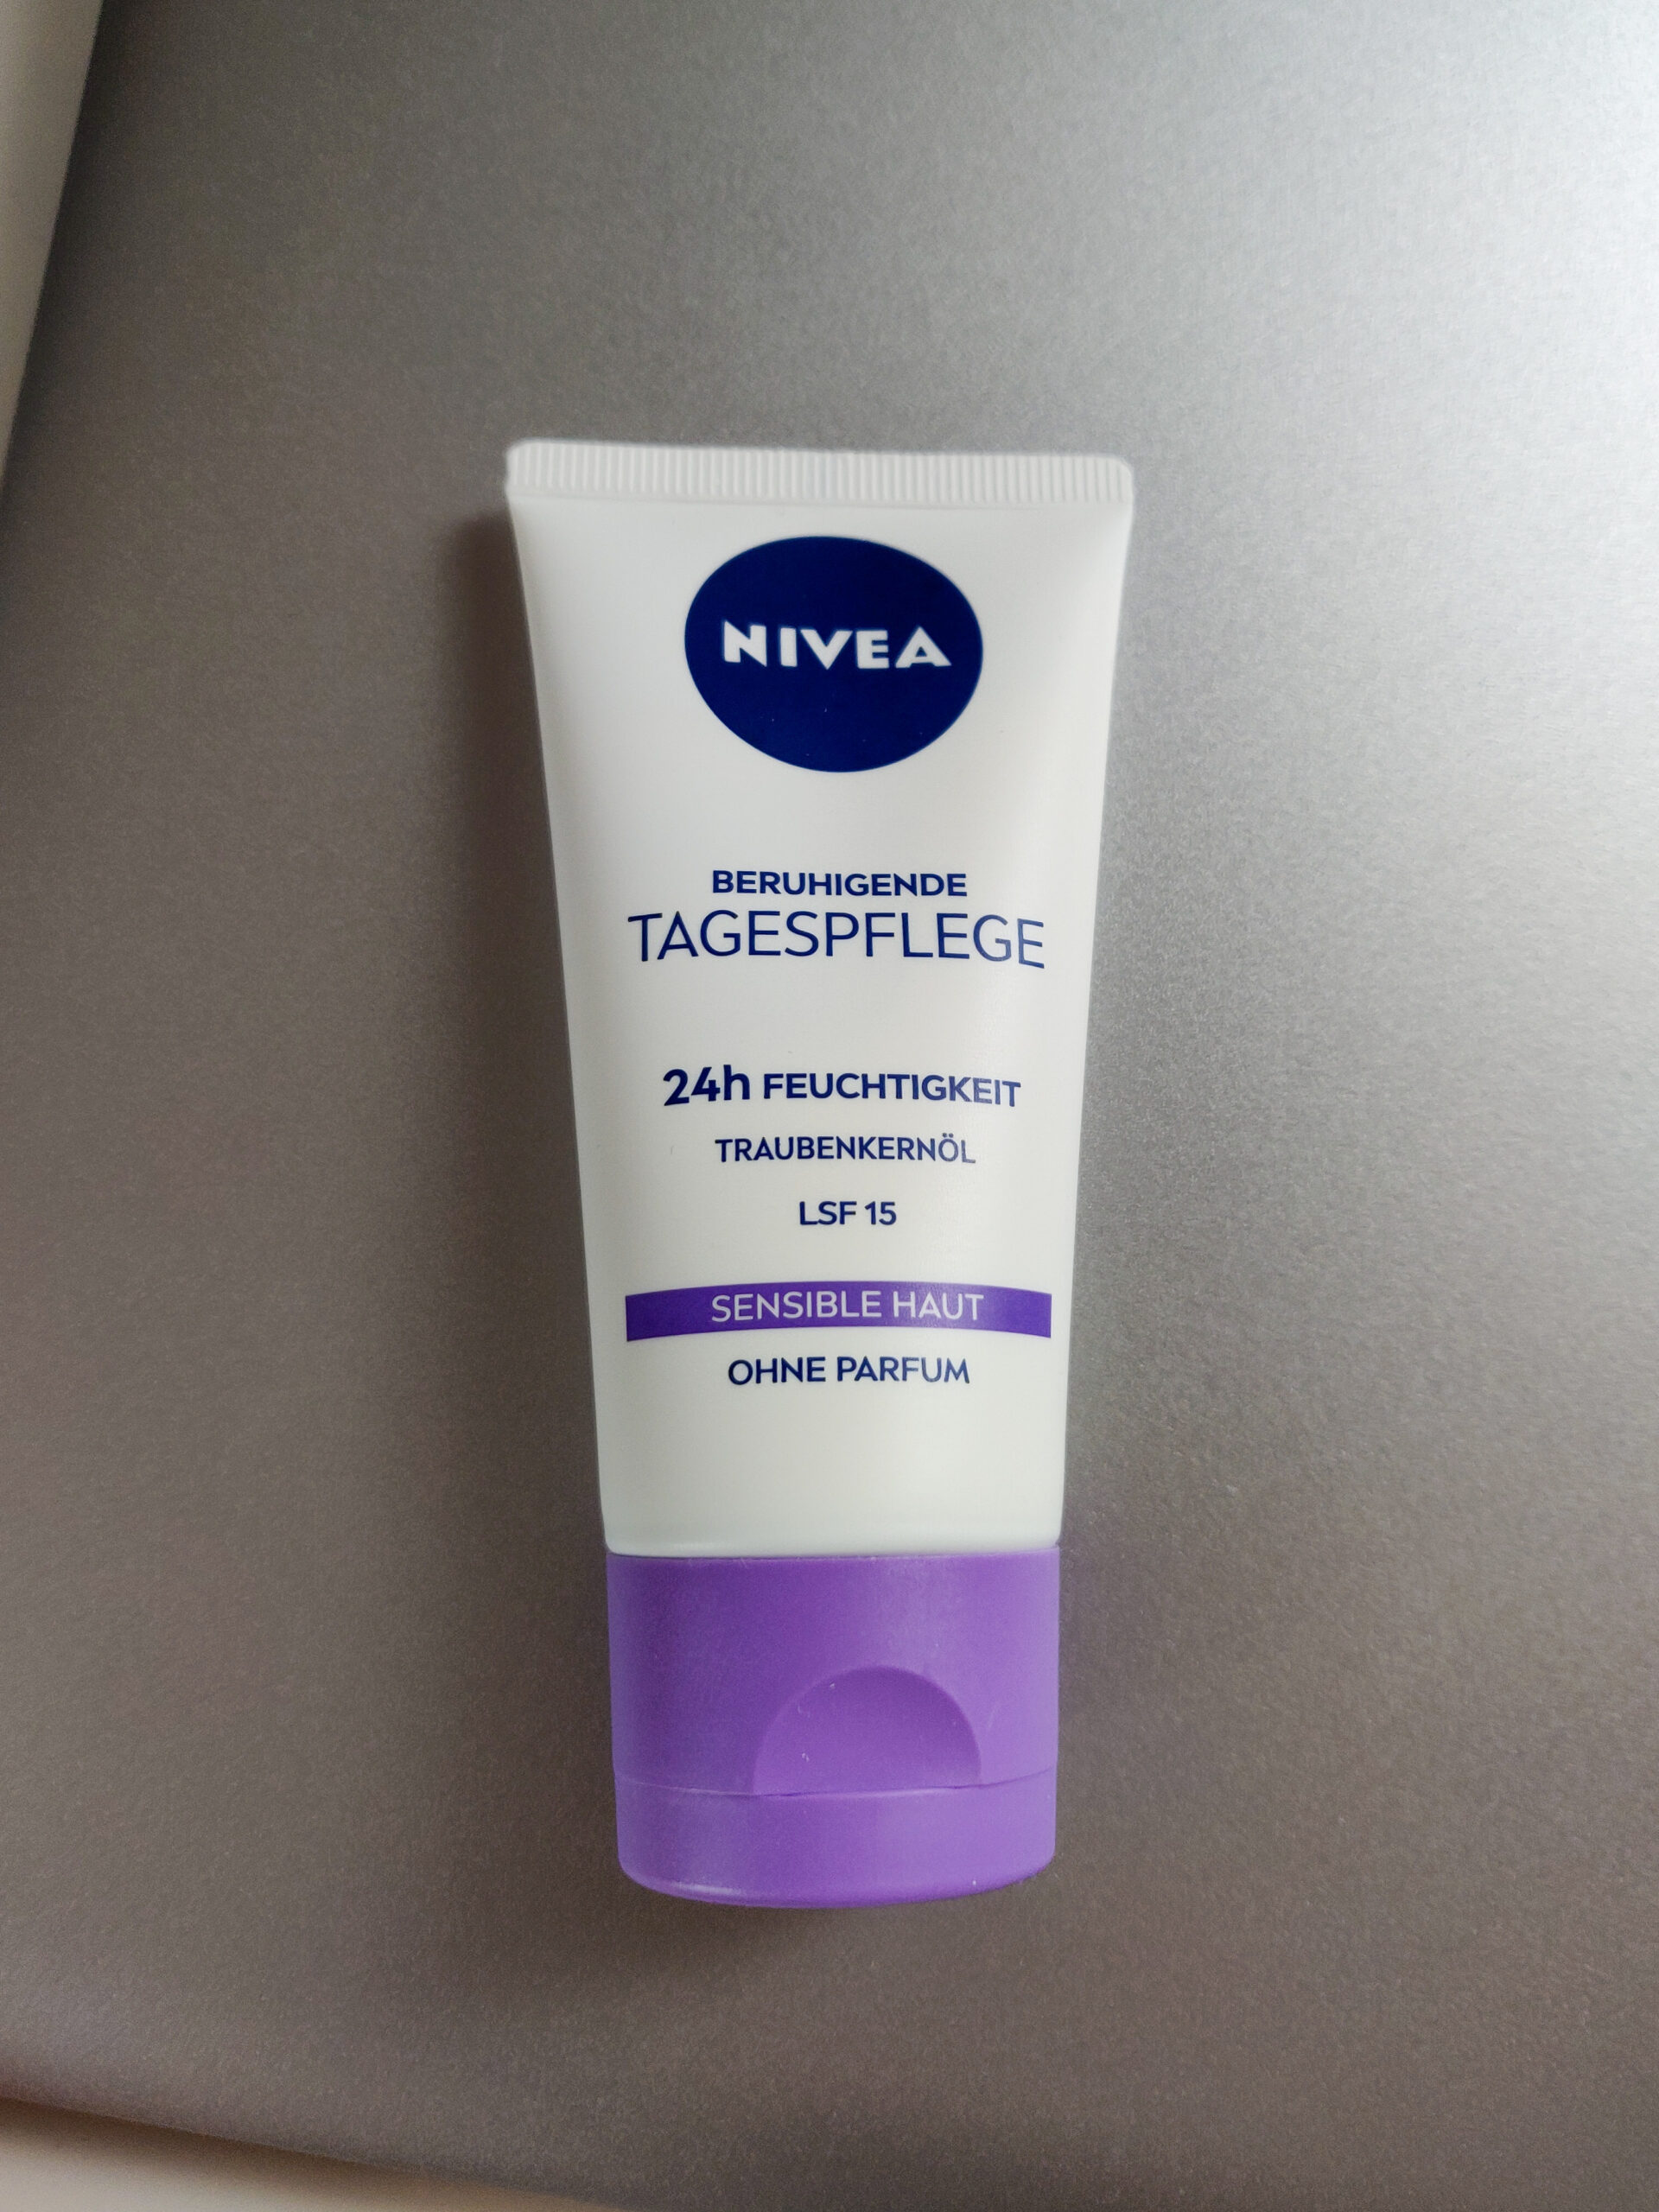 NIVEA
BERUHIGENDE
TAGESPFLEGE
24h FEUCHTIGKEIT
TRAUBENKERNÖL
LSF 15
SENSIBLE HAUT
OHNE PARFUM